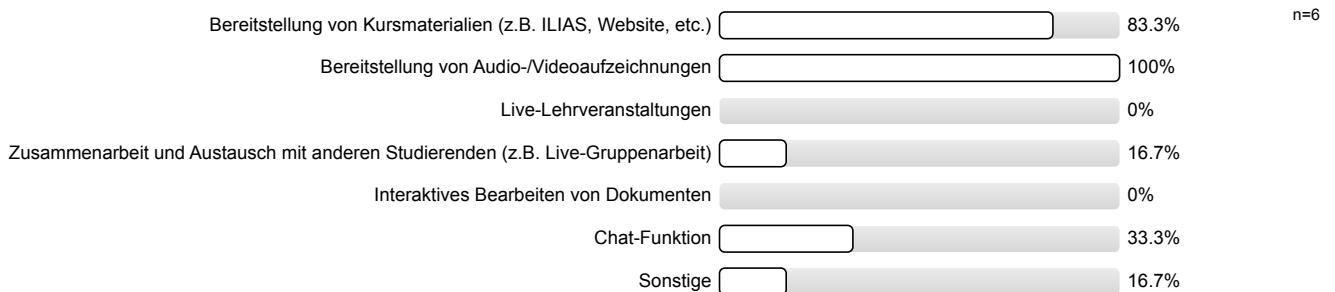 Bereitstellung von Kursmaterialien (z.B. ILIAS, Website, etc.) 83.3% n=6
Bereitstellung von Audio-/Videoaufzeichnungen 100%
Live-Lehrveranstaltungen 0%
Zusammenarbeit und Austausch mit anderen Studierenden (z.B. Live-Gruppenarbeit) 16.7%
Interaktives Bearbeiten von Dokumenten 0%
Chat-Funktion 33.3%
Sonstige 16.7%